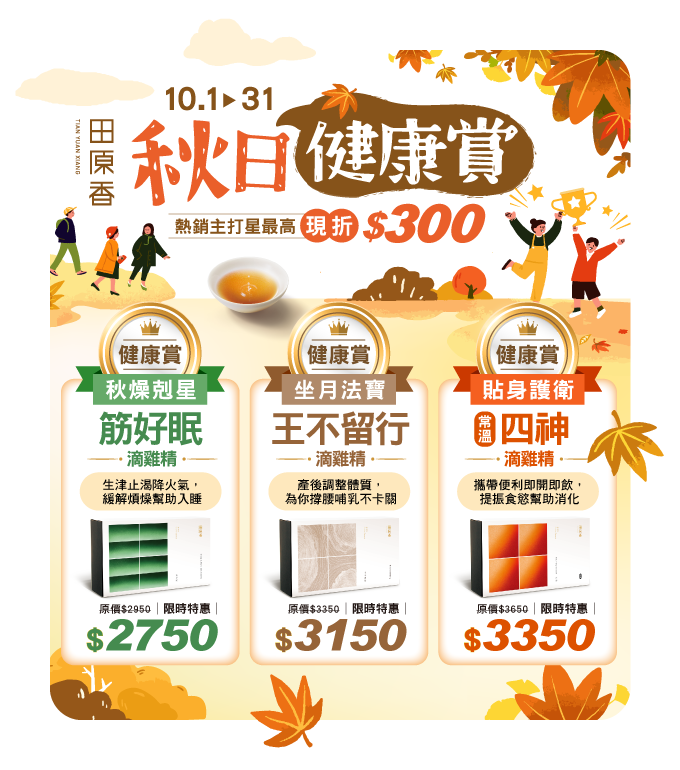 10.1▶31
田原香
TIAN YUAN XIANG
秋日健康賞
熱銷主打星最高 現折 $300
健康賞
秋燥剋星
筋好眠
·滴雞精·
生津止渴降火氣，
緩解煩燥幫助入睡
原價$2950｜限時特惠｜
$2750
健康賞
坐月法寶
王不留行
·滴雞精·
產後調整體質，
為你撐腰哺乳不卡關
原價$3350｜限時特惠｜
$3150
健康賞
貼身護衛
常溫 四神
·滴雞精·
攜帶便利即開即飲，
提振食慾幫助消化
原價$3650｜限時特惠｜
$3350